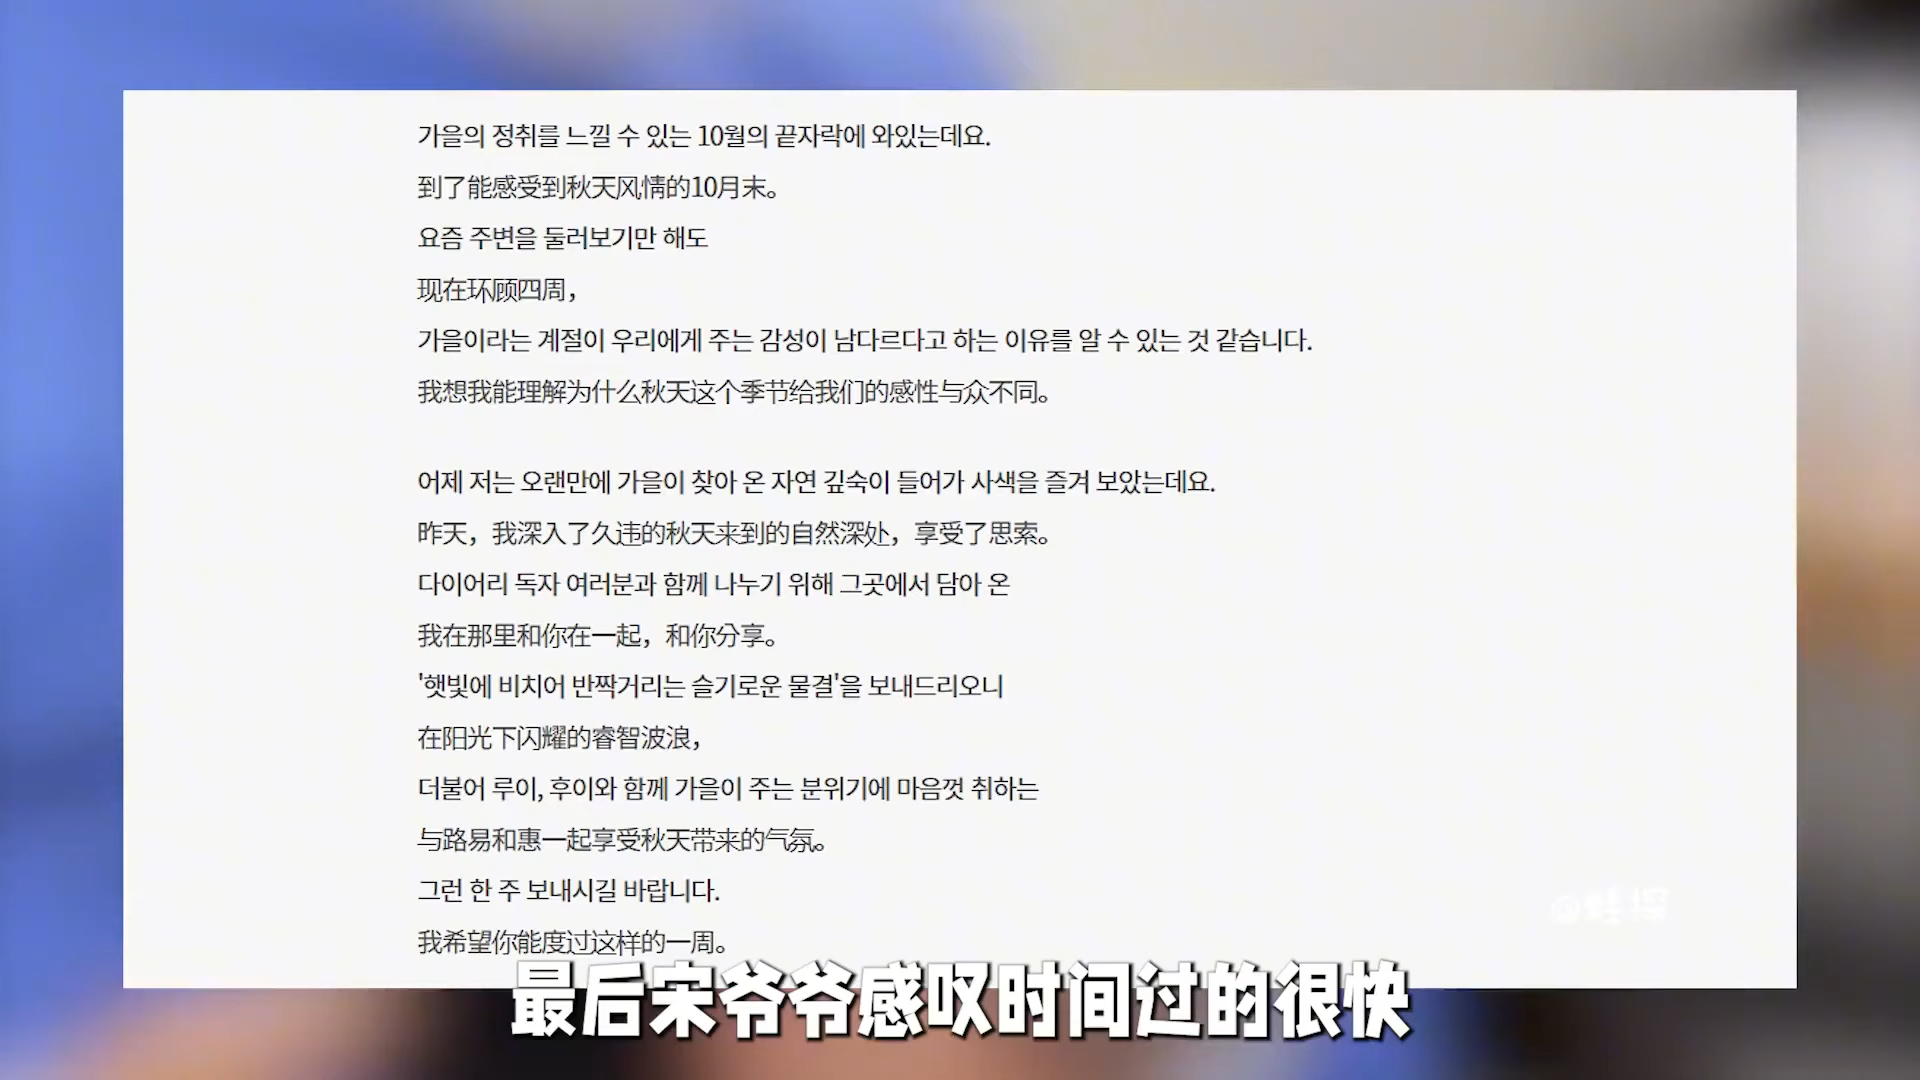 가을의 정취를 느낄 수 있는 10월의 끝자락에 와있는데요.
到了能感受到秋天风情的10月末。
요즘 주변을 둘러보기만 해도
现在环顾四周，
가을이라는 계절이 우리에게 주는 감성이 남다르다고 하는 이유를 알 수 있는 것 같습니다.
我想我能理解为什么秋天这个季节给我们的感性与众不同。
어제 저는 오랜만에 가을이 찾아 온 자연 깊숙이 들어가 사색을 즐겨 보았는데요.
昨天，我深入了久违的秋天来到的自然深处，享受了思索。
다이어리 독자 여러분과 함께 나누기 위해 그곳에서 담아 온
我在那里和你在一起，和你分享。
'햇빛에 비치어 반짝거리는 슬기로운 물결'을 보내드리오니
在阳光下闪耀的睿智波浪，
더불어 루이, 후이와 함께 가을이 주는 분위기에 마음껏 취하는
与路易和惠一起享受秋天带来的气氛。
그런 한 주 보내시길 바랍니다.
我希望你能度过这样的一周。
最后宋爷爷感叹时间过的很快